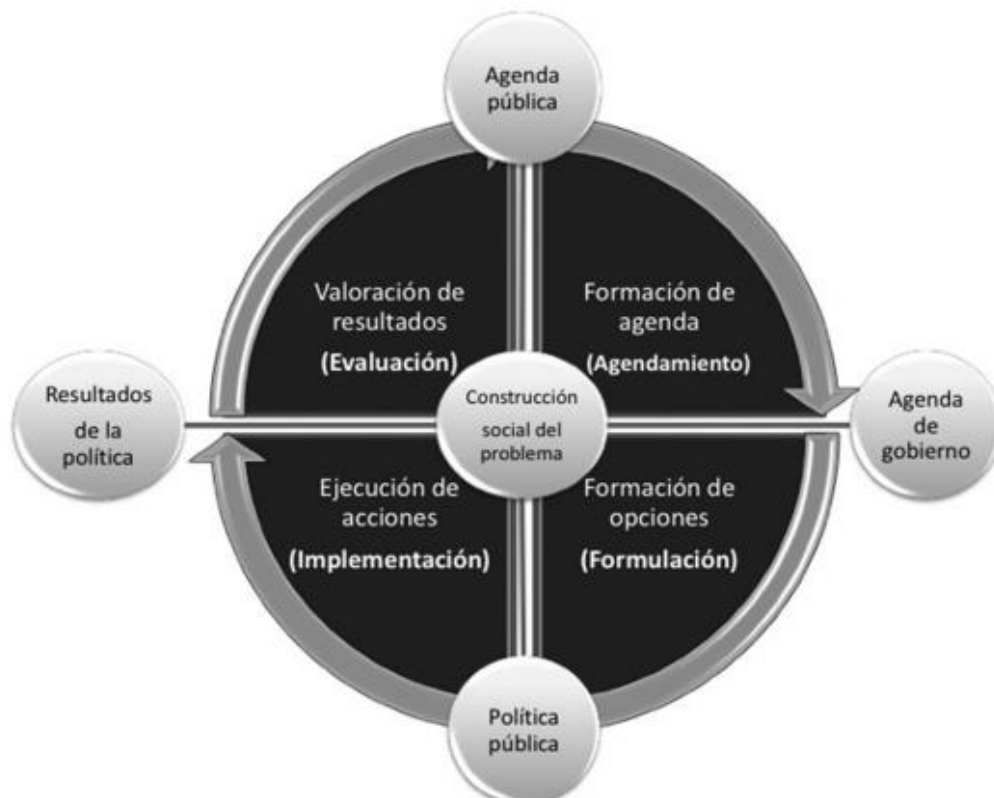 Agenda
pública
Valoración de
resultados
(Evaluación)
Formación de
agenda
(Agendamiento)
Resultados
de la
política
Construcción
social del
problema
Agenda
de
gobierno
Ejecución de
acciones
(Implementación)
Formación de
opciones
(Formulación)
Política
pública